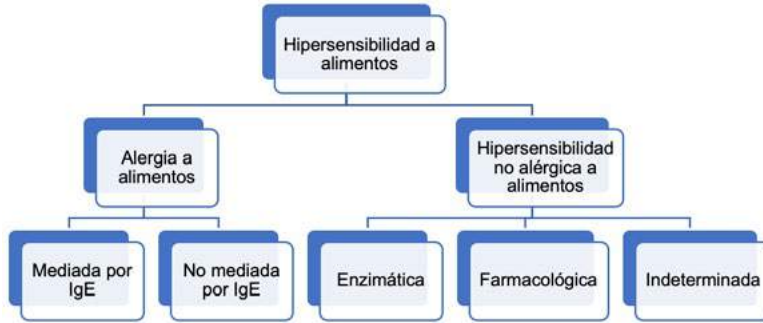 Hipersensibilidad a
alimentos
Alergia a
alimentos
Hipersensibilidad
no alérgica a
alimentos
Mediada por
IgE
No mediada
por IgE
Enzimática
Farmacológica
Indeterminada